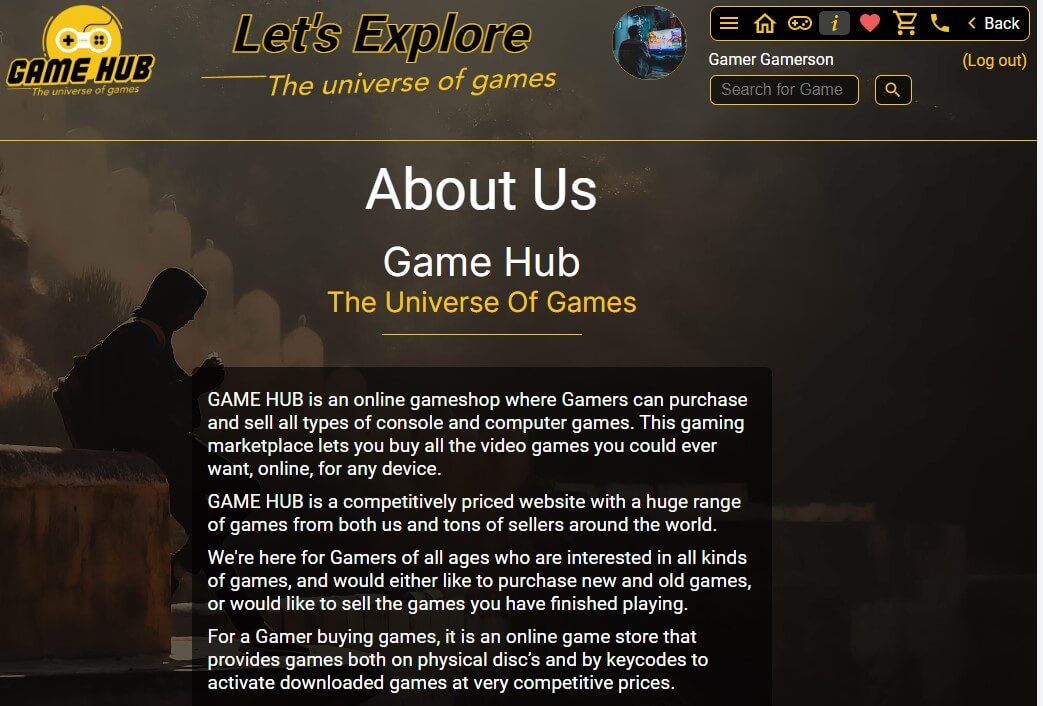 GAME HUB
The universe of games
Let's Explore
The universe of games
i
Back
Gamer Gamerson
(Log out)
Search for Game
About Us
Game Hub
The Universe Of Games
GAME HUB is an online gameshop where Gamers can purchase
and sell all types of console and computer games. This gaming
marketplace lets you buy all the video games you could ever
want, online, for any device.
GAME HUB is a competitively priced website with a huge range
of games from both us and tons of sellers around the world.
We're here for Gamers of all ages who are interested in all kinds
of games, and would either like to purchase new and old games,
or would like to sell the games you have finished playing.
For a Gamer buying games, it is an online game store that
provides games both on physical disc’s and by keycodes to
activate downloaded games at very competitive prices.